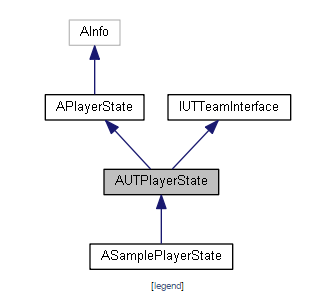 AInfo
APlayerState
IUTTeamInterface
AUTPlayerState
ASamplePlayerState
[legend]